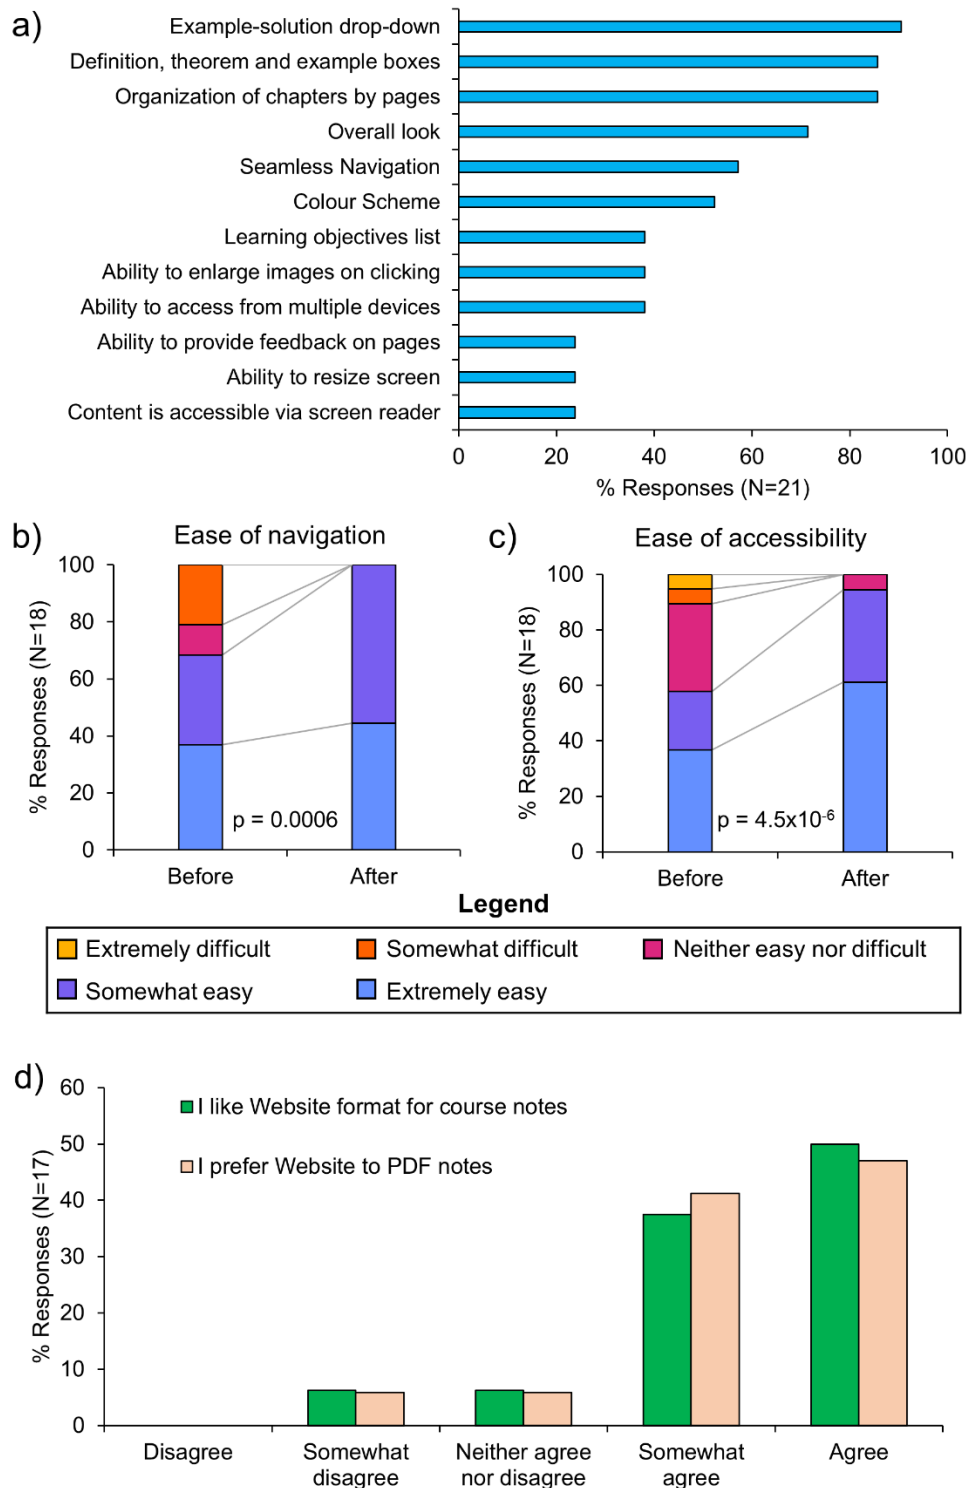 a)
Example-solution drop-down
Definition, theorem and example boxes
Organization of chapters by pages
Overall look
Seamless Navigation
Colour Scheme
Learning objectives list
Ability to enlarge images on clicking
Ability to access from multiple devices
Ability to provide feedback on pages
Ability to resize screen
Content is accessible via screen reader
0 20 40 60 80 100
% Responses (N=21)
b) Ease of navigation
% Responses (N=18)
100
80
60
40
20
0
p = 0.0006
Before After
c) Ease of accessibility
% Responses (N=18)
100
80
60
40
20
0
p = 4.5x10⁻⁶
Before After
Legend
Extremely difficult Somewhat difficult Neither easy nor difficult
Somewhat easy Extremely easy
d)
% Responses (N=17)
60
50
40
30
20
10
0
I like Website format for course notes
I prefer Website to PDF notes
Disagree
Somewhat
disagree
Neither agree
nor disagree
Somewhat
agree
Agree